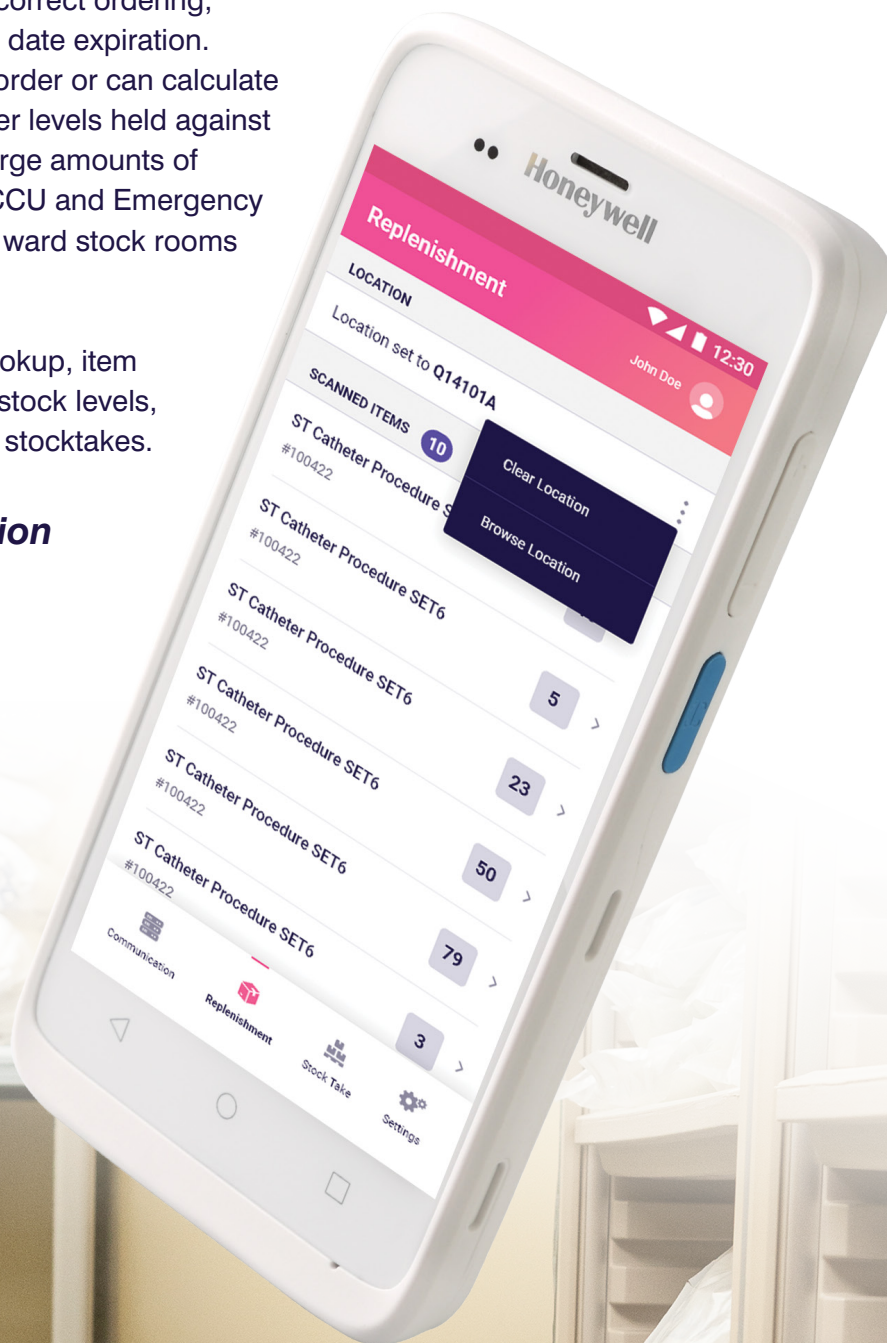 correct ordering,
date expiration.
order or can calculate
er levels held against
rge amounts of
CCU and Emergency
ward stock rooms
okup, item
stock levels,
stocktakes.
ion
Honeywell
12:30
Replenishment
John Doe
LOCATION
Location set to Q14101A
Clear Location
Browse Location
SCANNED ITEMS 10
ST Catheter Procedure S
#100422
ST Catheter Procedure SET6
#100422
5
ST Catheter Procedure SET6
#100422
23
ST Catheter Procedure SET6
#100422
50
ST Catheter Procedure SET6
#100422
79
ST Catheter Procedure SET6
#100422
3
Communication
Replenishment
Stock Take
Settings